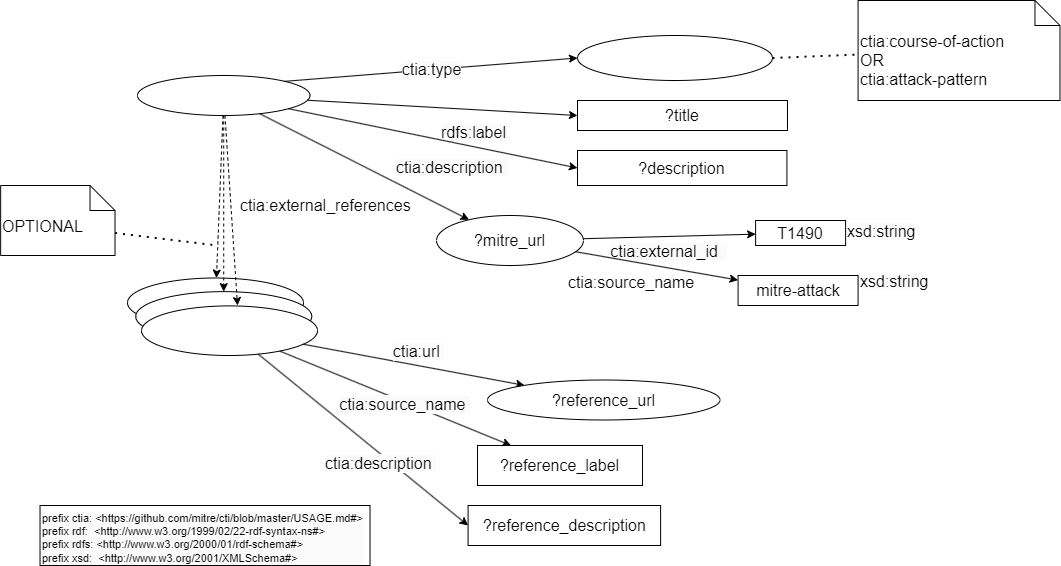 ctia:course-of-action
OR
ctia:attack-pattern
ctia:type
?title
rdfs:label
?description
ctia:description
ctia:external_references
OPTIONAL
?mitre_url
T1490
xsd:string
ctia:external_id
ctia:source_name
mitre-attack
xsd:string
ctia:url
?reference_url
ctia:source_name
?reference_label
ctia:description
?reference_description
prefix ctia: <https://github.com/mitre/cti/blob/master/USAGE.md#>
prefix rdf: <http://www.w3.org/1999/02/22-rdf-syntax-ns#>
prefix rdfs: <http://www.w3.org/2000/01/rdf-schema#>
prefix xsd: <http://www.w3.org/2001/XMLSchema#>